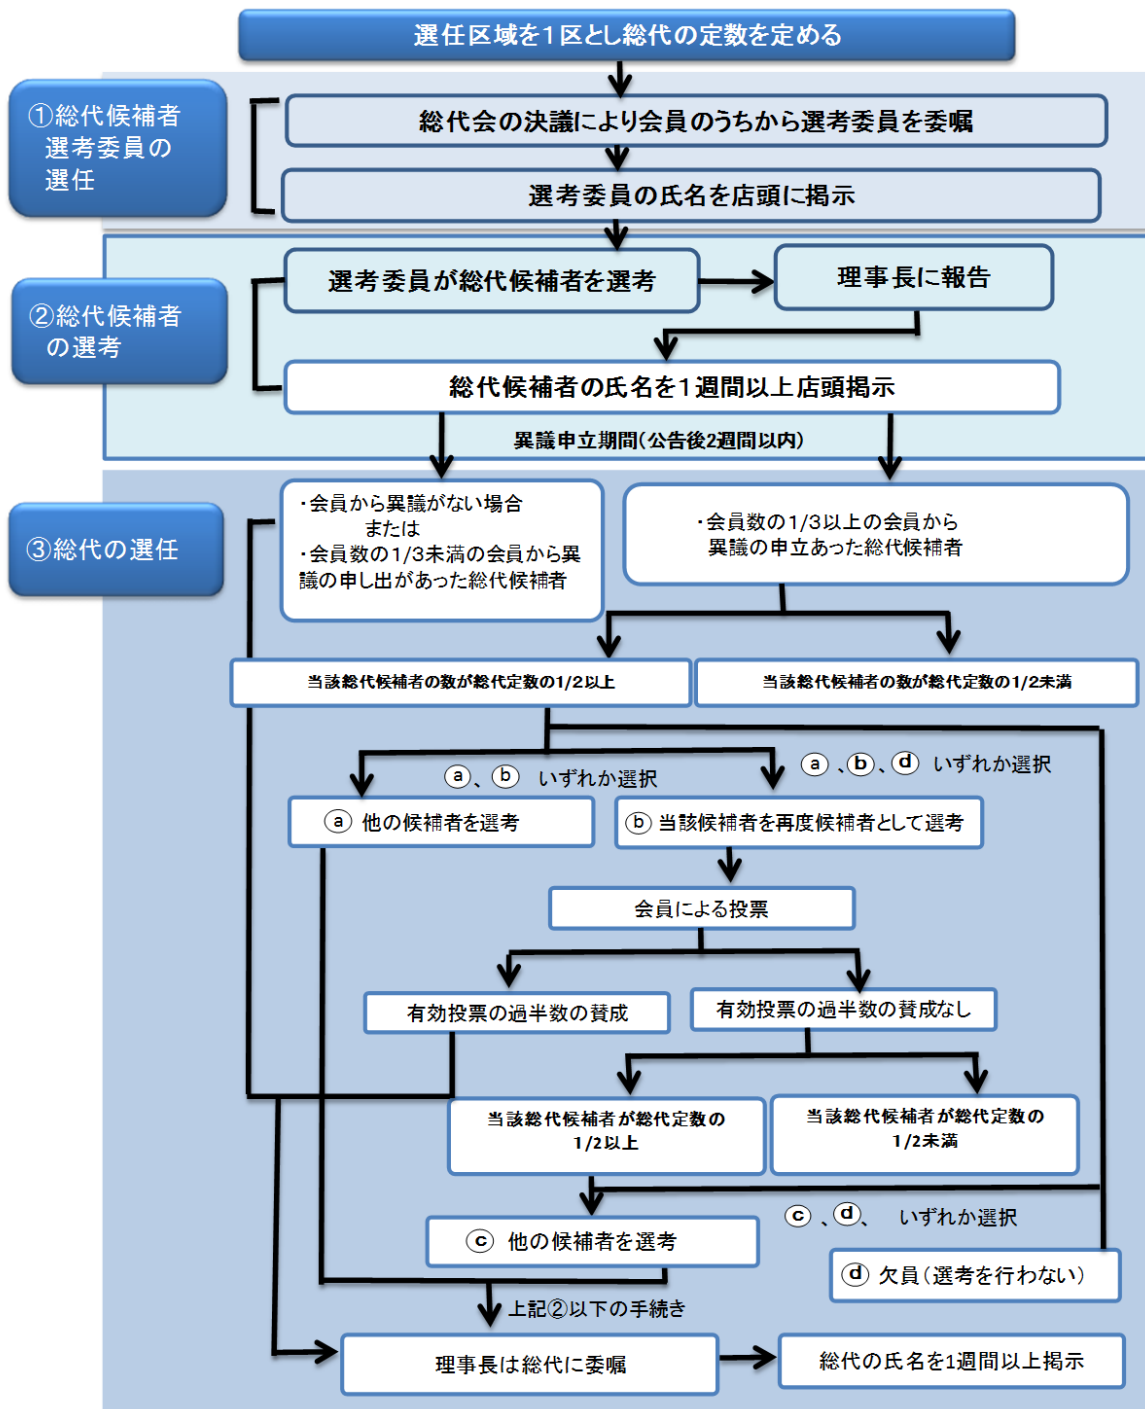 選任区域を１区とし総代の定数を定める
①総代候補者
選考委員の
選任
総代会の決議により会員のうちから選考委員を委嘱
選考委員の氏名を店頭に掲示
②総代候補者
の選考
選考委員が総代候補者を選考
理事長に報告
総代候補者の氏名を１週間以上店頭掲示
異議申立期間（公告後2週間以内）
③総代の選任
・会員から異議がない場合
または
・会員数の1/3未満の会員から異
議の申し出があった総代候補者
・会員数の1/3以上の会員から
異議の申立あった総代候補者
当該総代候補者の数が総代定数の1/2以上
当該総代候補者の数が総代定数の1/2未満
ⓐ、ⓑ いずれか選択
ⓐ、ⓑ、ⓓ いずれか選択
ⓐ 他の候補者を選考
ⓑ 当該候補者を再度候補者として選考
会員による投票
有効投票の過半数の賛成
有効投票の過半数の賛成なし
当該総代候補者が総代定数の
1/2以上
当該総代候補者が総代定数の
1/2未満
ⓒ、ⓓ、 いずれか選択
ⓒ 他の候補者を選考
ⓓ 欠員（選考を行わない）
上記②以下の手続き
理事長は総代に委嘱
総代の氏名を1週間以上掲示